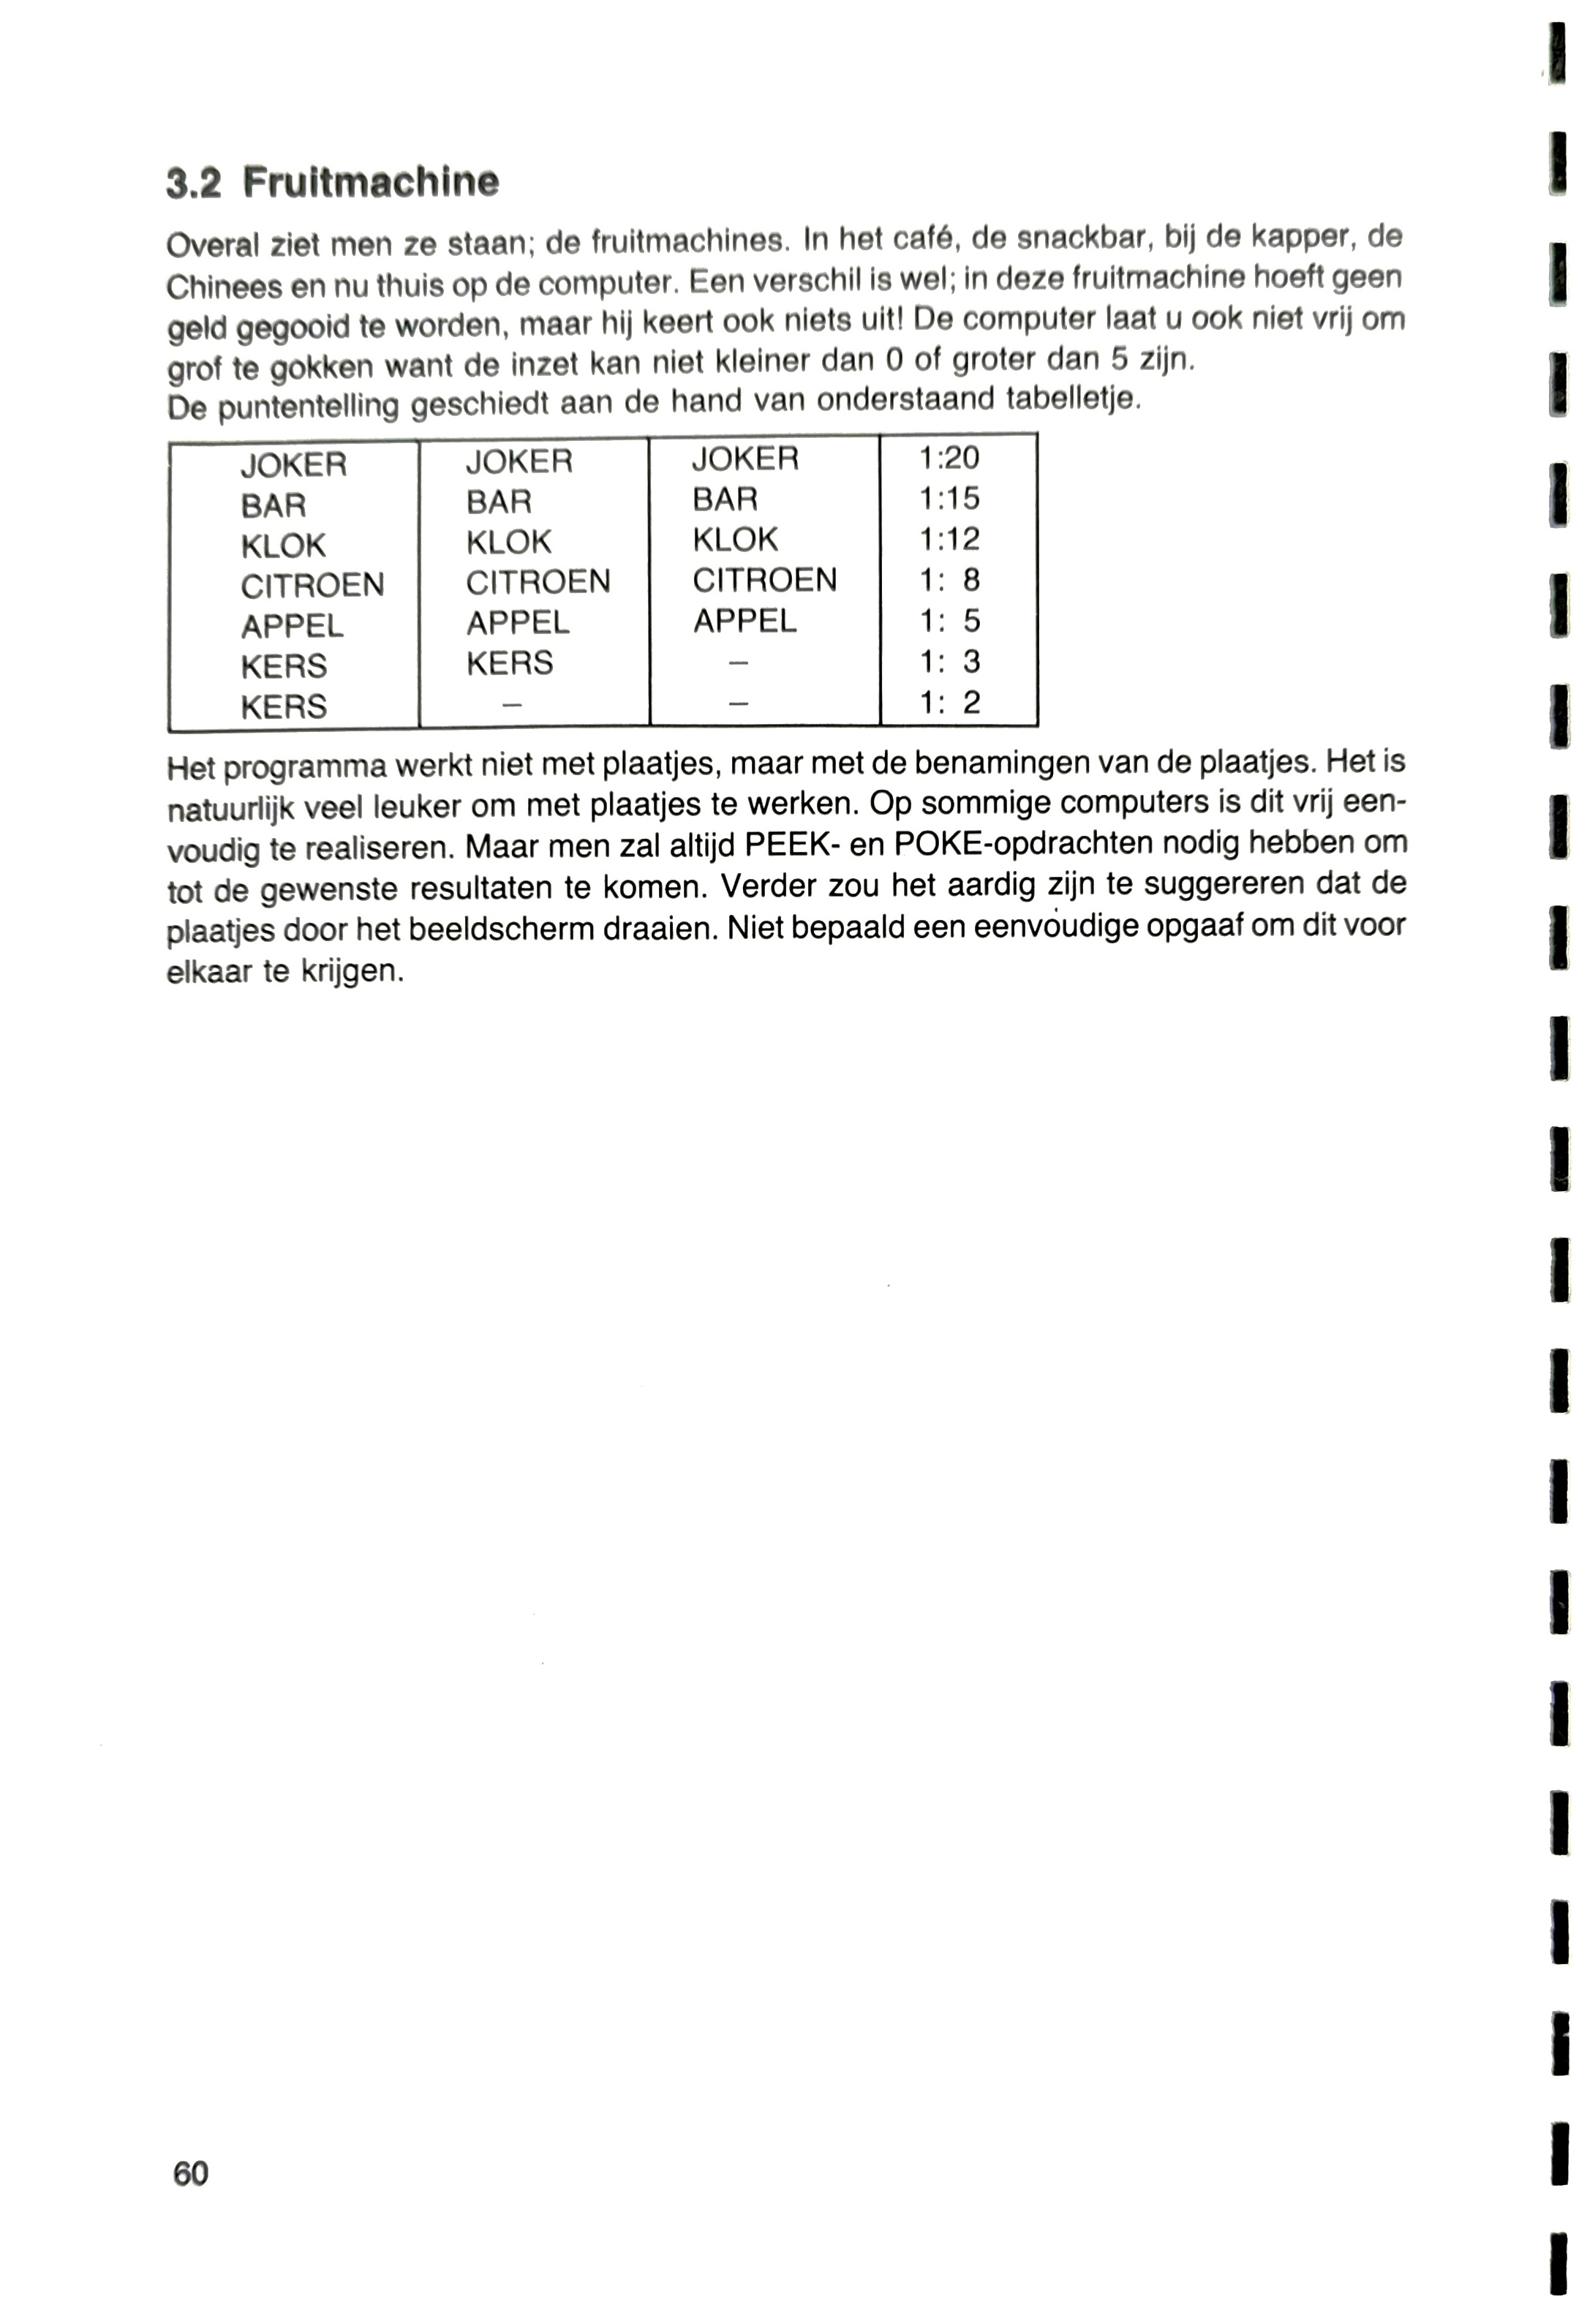 3.2 Fruitmachine
Overal ziet men ze staan; de fruitmachines. In het café, de snackbar, bij de kapper, de
Chinees en nu thuis op de computer. Een verschil is wel; in deze fruitmachine hoeft geen
geld gegooid te worden, maar hij keert ook niets uit! De computer laat u ook niet vrij om
grof te gokken want de inzet kan niet kleiner dan 0 of groter dan 5 zijn.
De puntentelling geschiedt aan de hand van onderstaand tabelletje.
JOKER JOKER JOKER 1:20
BAR BAR BAR 1:15
KLOK KLOK KLOK 1:12
CITROEN CITROEN CITROEN 1: 8
APPEL APPEL APPEL 1: 5
KERS KERS – 1: 3
KERS – – 1: 2
Het programma werkt niet met plaatjes, maar met de benamingen van de plaatjes. Het is
natuurlijk veel leuker om met plaatjes te werken. Op sommige computers is dit vrij een-
voudig te realiseren. Maar men zal altijd PEEK- en POKE-opdrachten nodig hebben om
tot de gewenste resultaten te komen. Verder zou het aardig zijn te suggereren dat de
plaatjes door het beeldscherm draaien. Niet bepaald een eenvoudige opgaaf om dit voor
elkaar te krijgen.
60